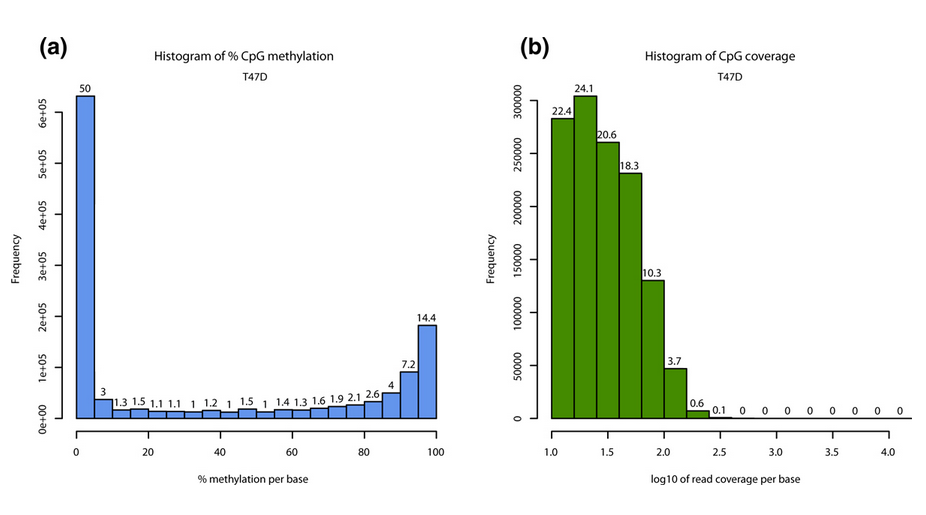 (a)
Histogram of % CpG methylation
T47D
Frequency
6e+05
5e+05
4e+05
3e+05
2e+05
1e+05
0e+00
50 3 1.3 1.5 1.1 1.1 1 1.2 1 1.5 1 1.4 1.3 1.6 1.9 2.1 2.6 4 7.2 14.4
0 20 40 60 80 100
% methylation per base
(b)
Histogram of CpG coverage
T47D
Frequency
300000
250000
200000
150000
100000
50000
0
22.4 24.1 20.6 18.3 10.3 3.7 0.6 0.1 0 0 0 0 0 0 0 0
1.0 1.5 2.0 2.5 3.0 3.5 4.0
log10 of read coverage per base